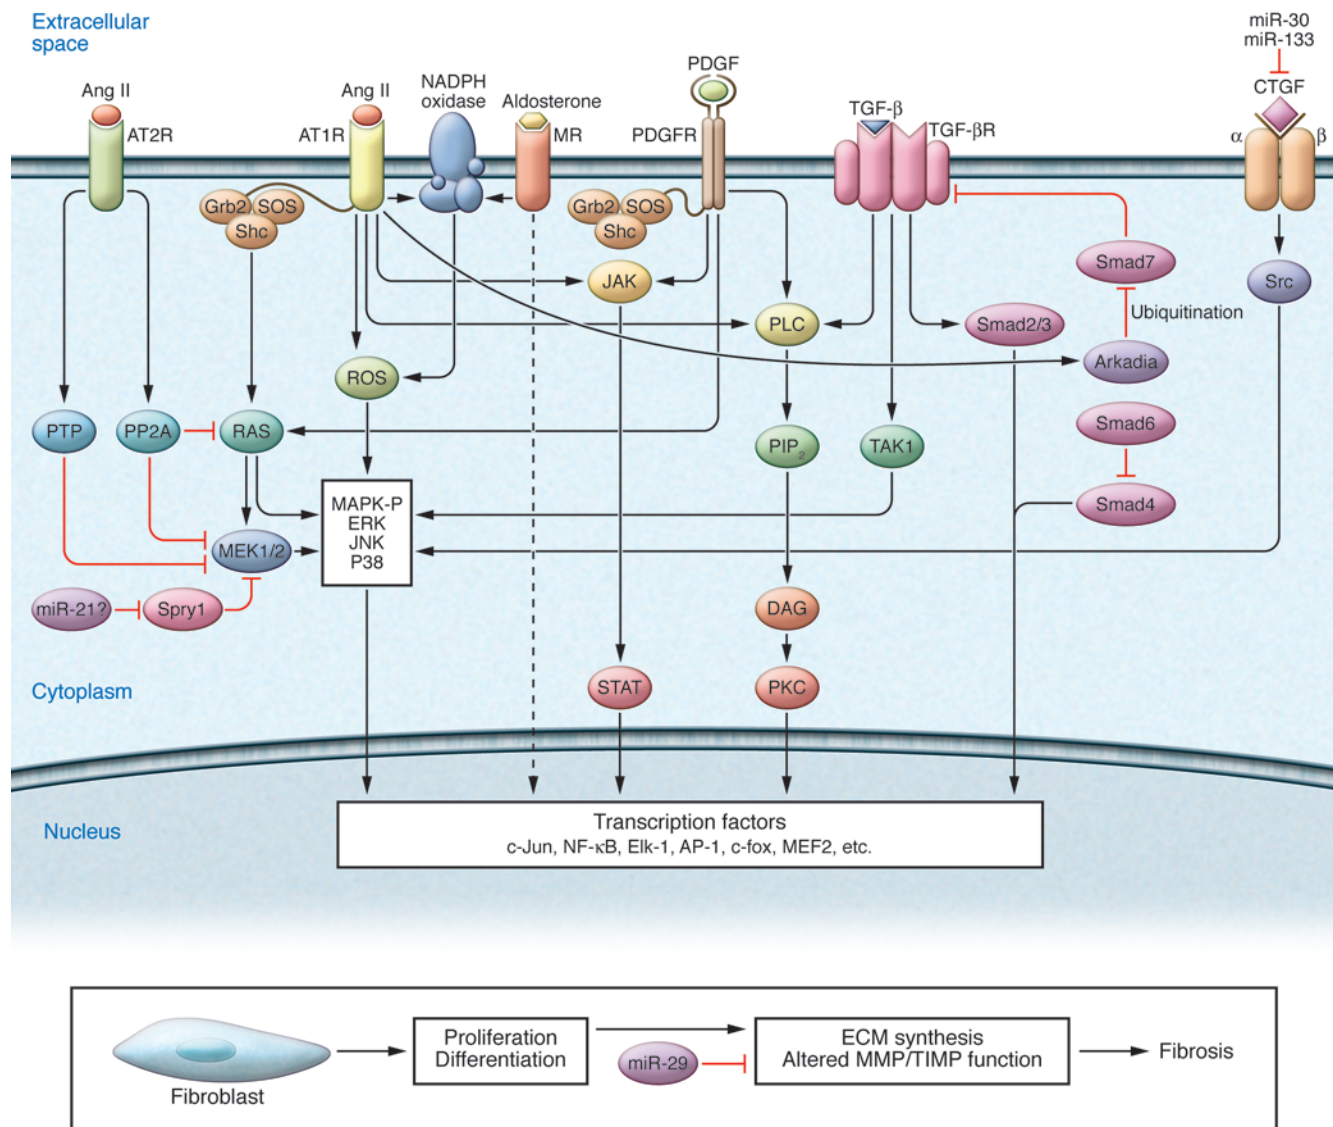 Extracellular
space
miR-30
miR-133
CTGF
α
β
Ang II
AT2R
Ang II
AT1R
NADPH
oxidase
Aldosterone
MR
PDGF
PDGFR
TGF-β
TGF-βR
Grb2
SOS
Shc
Grb2
SOS
Shc
JAK
PLC
Smad2/3
Smad7
Ubiquitination
Arkadia
Src
ROS
PTP
PP2A
RAS
PIP2
TAK1
Smad6
Smad4
MAPK-P
ERK
JNK
P38
MEK1/2
miR-21?
Spry1
DAG
STAT
PKC
Cytoplasm
Nucleus
Transcription factors
c-Jun, NF-κB, Elk-1, AP-1, c-fox, MEF2, etc.
Fibroblast
Proliferation
Differentiation
miR-29
ECM synthesis
Altered MMP/TIMP function
Fibrosis